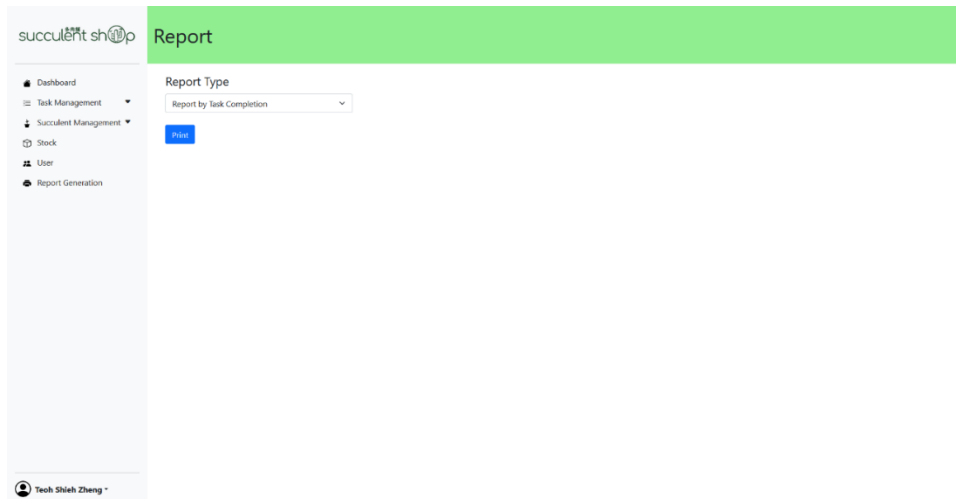 succulent shop
Report
Dashboard
Task Management
Succulent Management
Stock
User
Report Generation
Report Type
Report by Task Completion
Print
Teoh Shieh Zheng